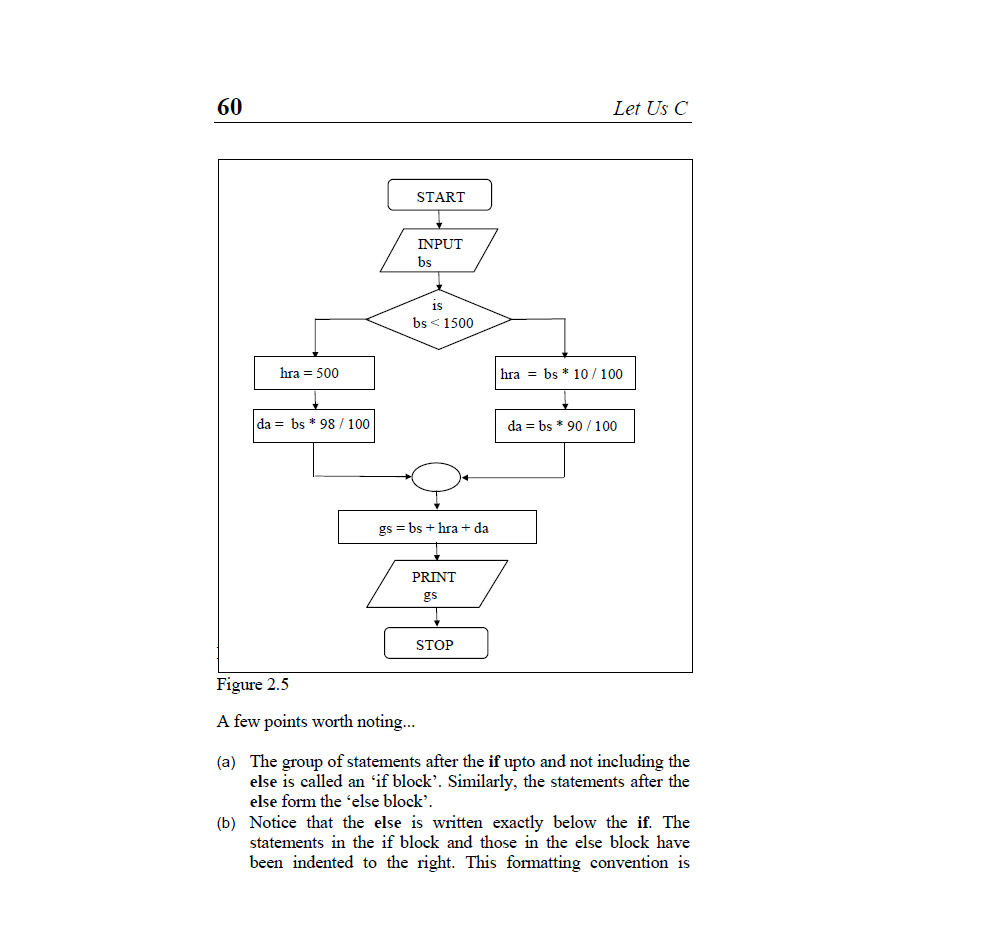 60
Let Us C
START
INPUT
bs
is
bs < 1500
hra = 500
hra = bs * 10 / 100
da = bs * 98 / 100
da = bs * 90 / 100
gs = bs + hra + da
PRINT
gs
STOP
Figure 2.5
A few points worth noting...
(a) The group of statements after the if upto and not including the
else is called an ‘if block’. Similarly, the statements after the
else form the ‘else block’.
(b) Notice that the else is written exactly below the if. The
statements in the if block and those in the else block have
been indented to the right. This formatting convention is